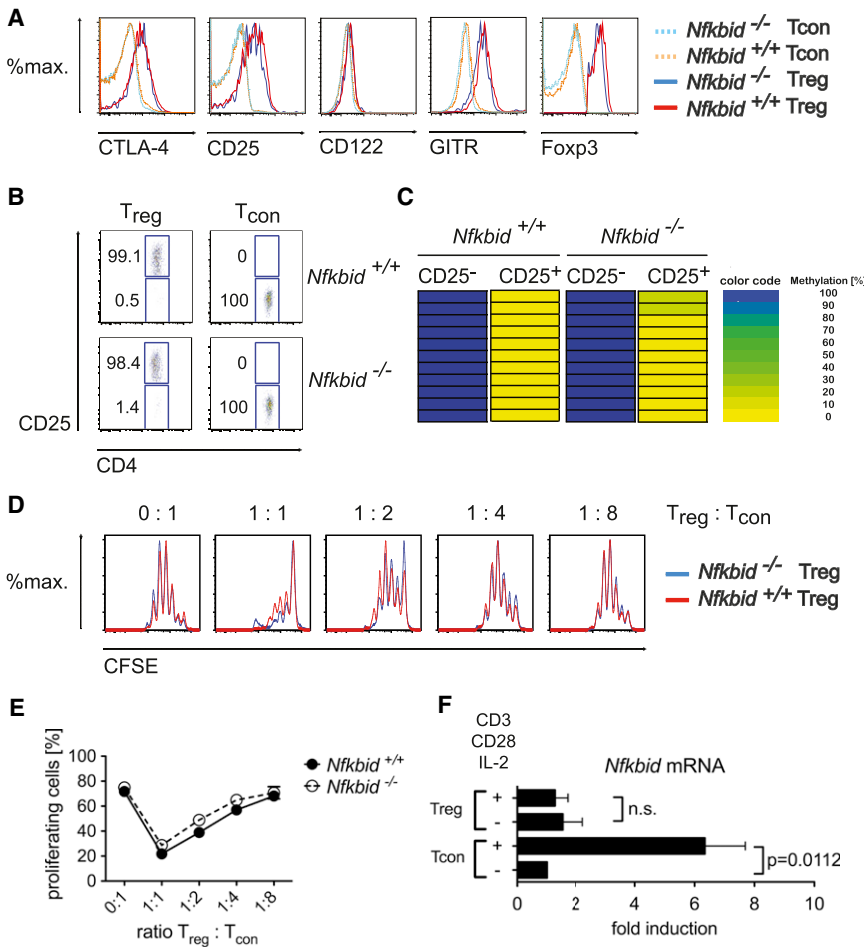 A
%max.
CTLA-4
CD25
CD122
GITR
Foxp3
Nfkbid -/- Tcon
Nfkbid +/+ Tcon
Nfkbid -/- Treg
Nfkbid +/+ Treg
B
Treg
Tcon
99.1
0
0.5
100
Nfkbid +/+
98.4
0
1.4
100
Nfkbid -/-
CD25
CD4
C
Nfkbid +/+
Nfkbid -/-
CD25-
CD25+
CD25-
CD25+
color code
Methylation [%]
100
90
80
70
60
50
40
30
20
10
0
D
0 : 1
1 : 1
1 : 2
1 : 4
1 : 8
Treg : Tcon
%max.
Nfkbid -/- Treg
Nfkbid +/+ Treg
CFSE
E
proliferating cells [%]
100
80
60
40
20
0
0:1
1:1
1:2
1:4
1:8
ratio Treg : Tcon
Nfkbid +/+
Nfkbid -/-
F
CD3
CD28
IL-2
Nfkbid mRNA
Treg
+
-
n.s.
Tcon
+
-
p=0.0112
0
2
4
6
8
10
fold induction